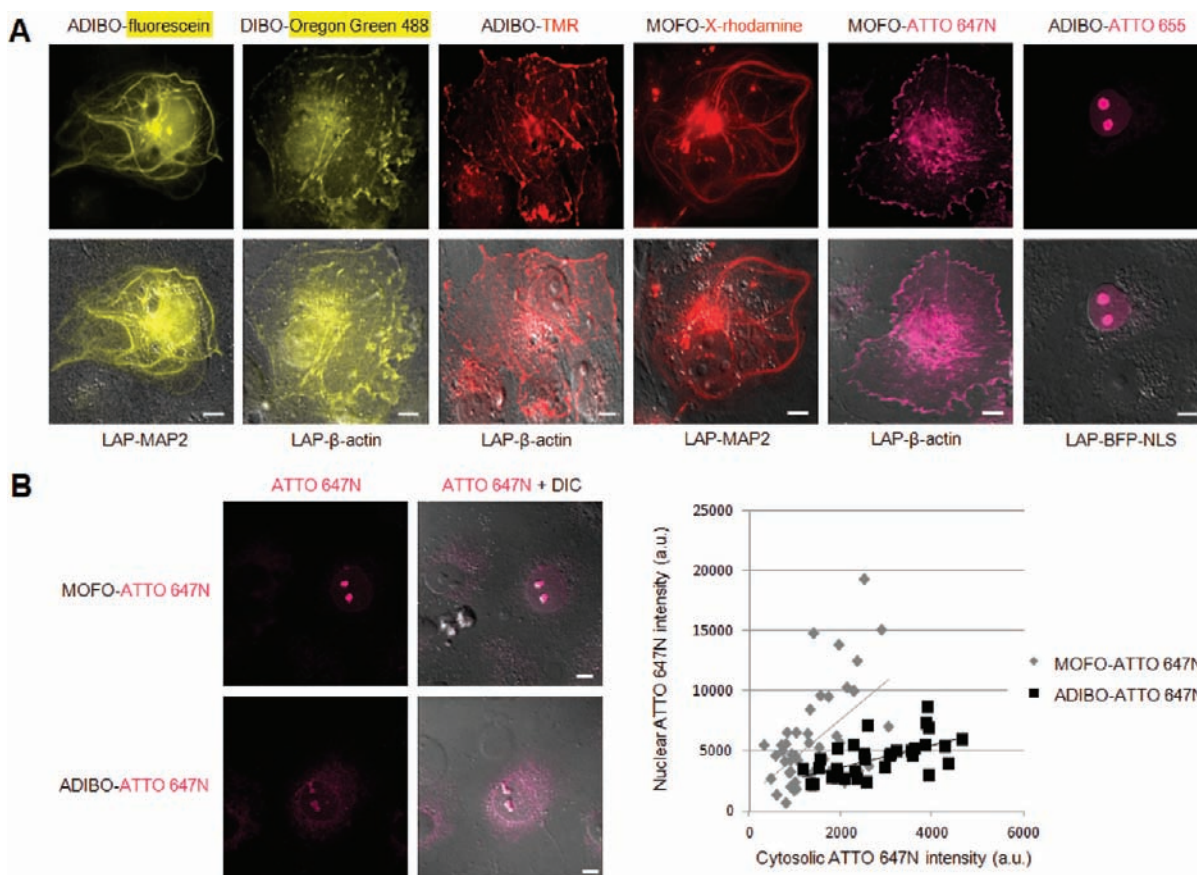 A
ADIBO-fluorescein DIBO-Oregon Green 488 ADIBO-TMR MOFO-X-rhodamine MOFO-ATTO 647N ADIBO-ATTO 655
LAP-MAP2 LAP-β-actin LAP-β-actin LAP-MAP2 LAP-β-actin LAP-BFP-NLS
B
ATTO 647N ATTO 647N + DIC
MOFO-ATTO 647N
ADIBO-ATTO 647N
Nuclear ATTO 647N intensity (a.u.)
25000
20000
15000
10000
5000
0
0 2000 4000 6000
Cytosolic ATTO 647N intensity (a.u.)
MOFO-ATTO 647N
ADIBO-ATTO 647N